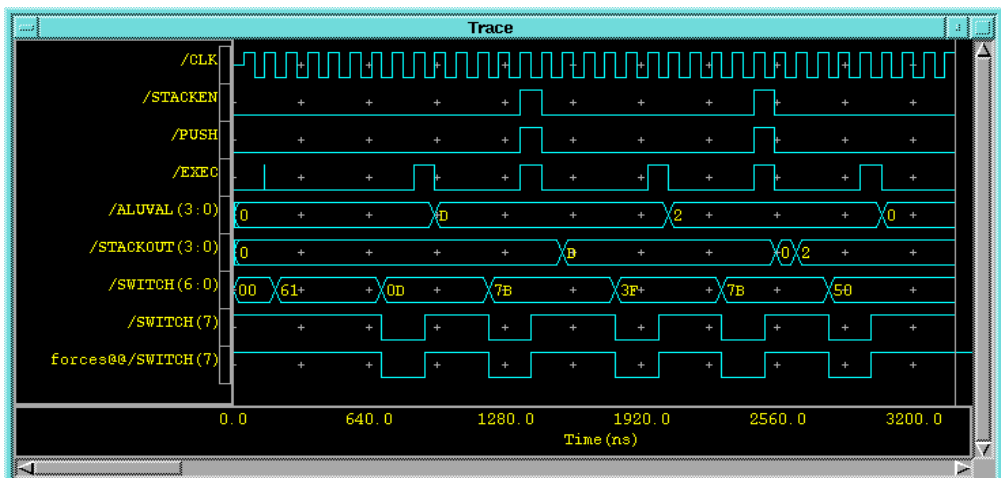 Trace
/CLK
/STACKEN
/PUSH
/EXEC
/ALUVAL(3:0) 0 D 2 0
/STACKOUT(3:0) 0 D 0 2
/SWITCH(6:0) 00 61 0D 7B 3F 7B 50
/SWITCH(7)
forces@@/SWITCH(7)
0.0 640.0 1280.0 1920.0 2560.0 3200.0
Time(ns)